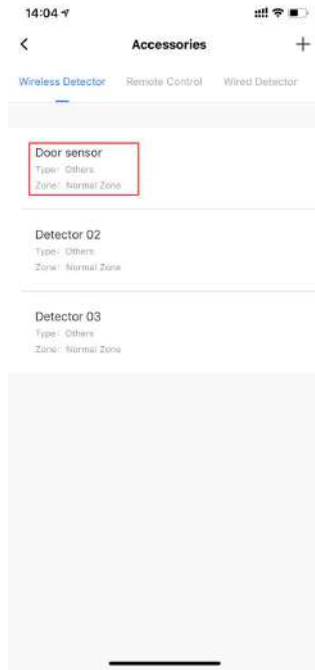 14:04
Accessories
Wireless Detector Remote Control Wired Detector
Door sensor
Type: Others
Zone: Normal Zone
Detector 02
Type: Others
Zone: Normal Zone
Detector 03
Type: Others
Zone: Normal Zone